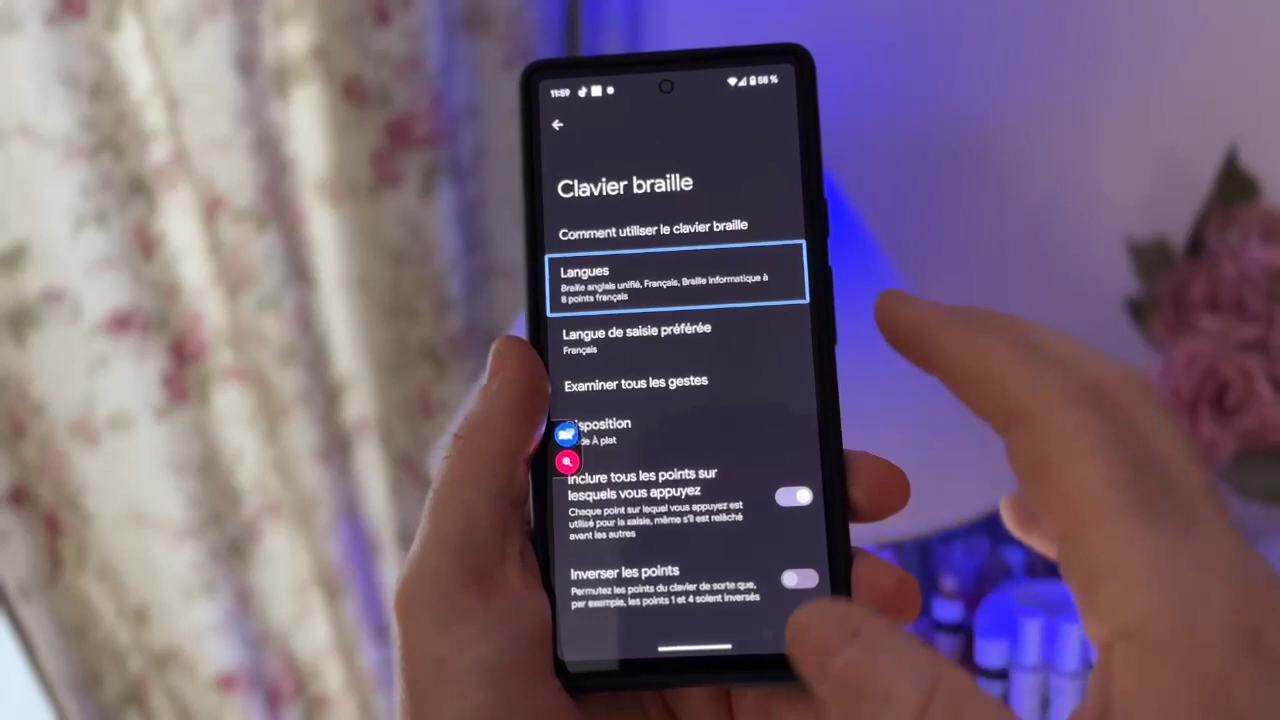 11:59
58 %
Clavier braille
Comment utiliser le clavier braille
Langues
Braille anglais unifié, Français, Braille informatique à
8 points français
Langue de saisie préférée
Français
Examiner tous les gestes
isposition
de À plat
Inclure tous les points sur
lesquels vous appuyez
Chaque point sur lequel vous appuyez est
utilisé pour la saisie, même s'il est relâché
avant les autres
Inverser les points
Permutez les points du clavier de sorte que,
par exemple, les points 1 et 4 soient inversés